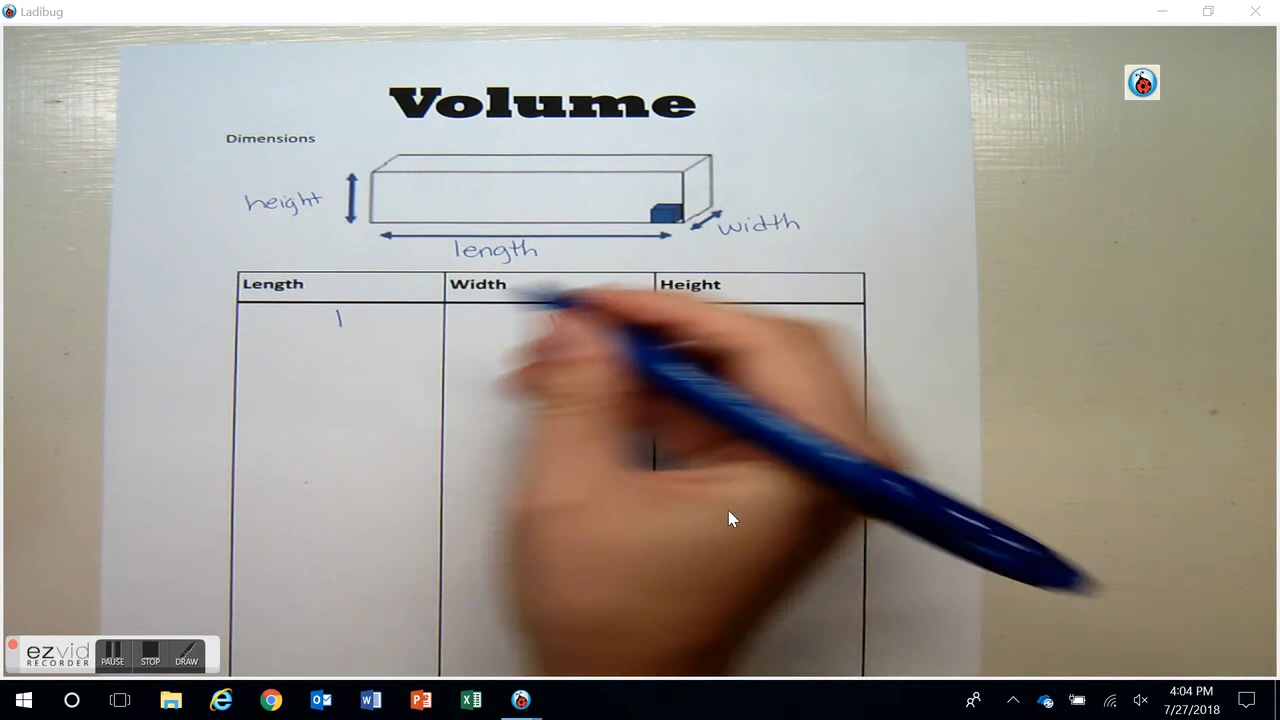 Ladibug
Volume
Dimensions
height
width
length
Length Width Height
1
ezvid
RECORDER
PAUSE STOP DRAW
4:04 PM
7/27/2018